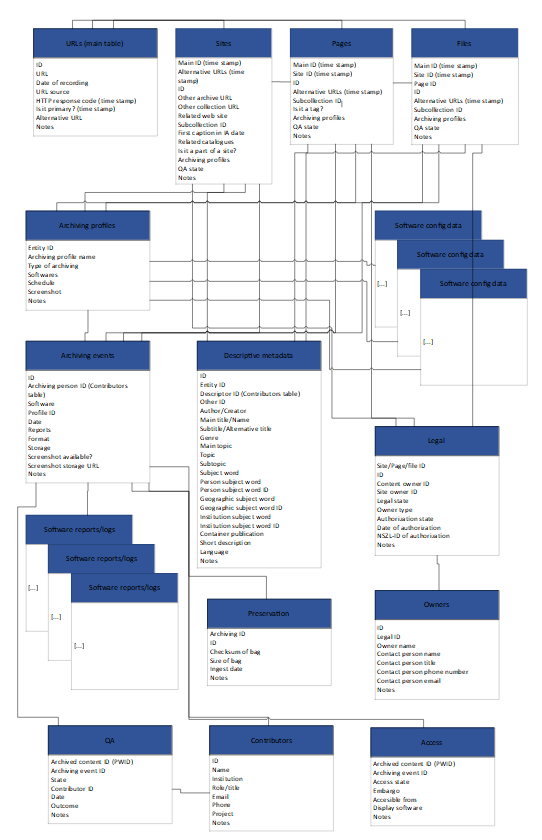 URLs (main table)
ID
URL
Date of recording
URL source
HTTP response code (time stamp)
Is it primary? (time stamp)
Alternative URL
Notes
Sites
Main ID (time stamp)
Alternative URLs (time
stamp)
ID
Other archive URL
Other collection URL
Related web site
Subcollection ID
First caption in IA date
Related catalogues
Is it a part of a site?
Archiving profiles
QA state
Notes
Pages
Main ID (time stamp)
Site ID (time stamp)
ID
Alternative URLs (time stamp)
Subcollection ID
Is it a tag?
Archiving profiles
QA state
Notes
Files
Main ID (time stamp)
Site ID (time stamp)
Page ID
ID
Alternative URLs (time stamp)
Subcollection ID
Archiving profiles
QA state
Notes
Archiving profiles
Entity ID
Archiving profile name
Type of archiving
Softwares
Schedule
Screenshot
Notes
Software config data
[...]
Software config data
[...]
Software config data
[...]
Archiving events
ID
Archiving person ID (Contributors
table)
Software
Profile ID
Date
Reports
Format
Storage
Screenshot available?
Screenshot storage URL
Notes
Descriptive metadata
ID
Entity ID
Descriptor ID (Contributors table)
Other ID
Author/Creator
Main title/Name
Subtitle/Alternative title
Genre
Main topic
Topic
Subtopic
Subject word
Person subject word
Person subject word ID
Geographic subject word
Geographic subject word ID
Institution subject word
Institution subject word ID
Container publication
Short description
Language
Notes
Legal
Site/Page/file ID
ID
Content owner ID
Site owner ID
Legal state
Owner type
Authorization state
Date of authorization
NSZL-ID of authorization
Notes
Software reports/logs
[...]
Software reports/logs
[...]
Software reports/logs
[...]
Preservation
Archiving ID
ID
Checksum of bag
Size of bag
Ingest date
Notes
Owners
ID
Legal ID
Owner name
Contact person name
Contact person title
Contact person phone number
Contact person email
Notes
QA
Archived content ID (PWID)
Archiving event ID
State
Contributor ID
Date
Outcome
Notes
Contributors
ID
Name
Institution
Role/title
Email
Phone
Project
Notes
Access
Archived content ID (PWID)
Archiving event ID
Access state
Embargo
Accesible from
Display software
Notes